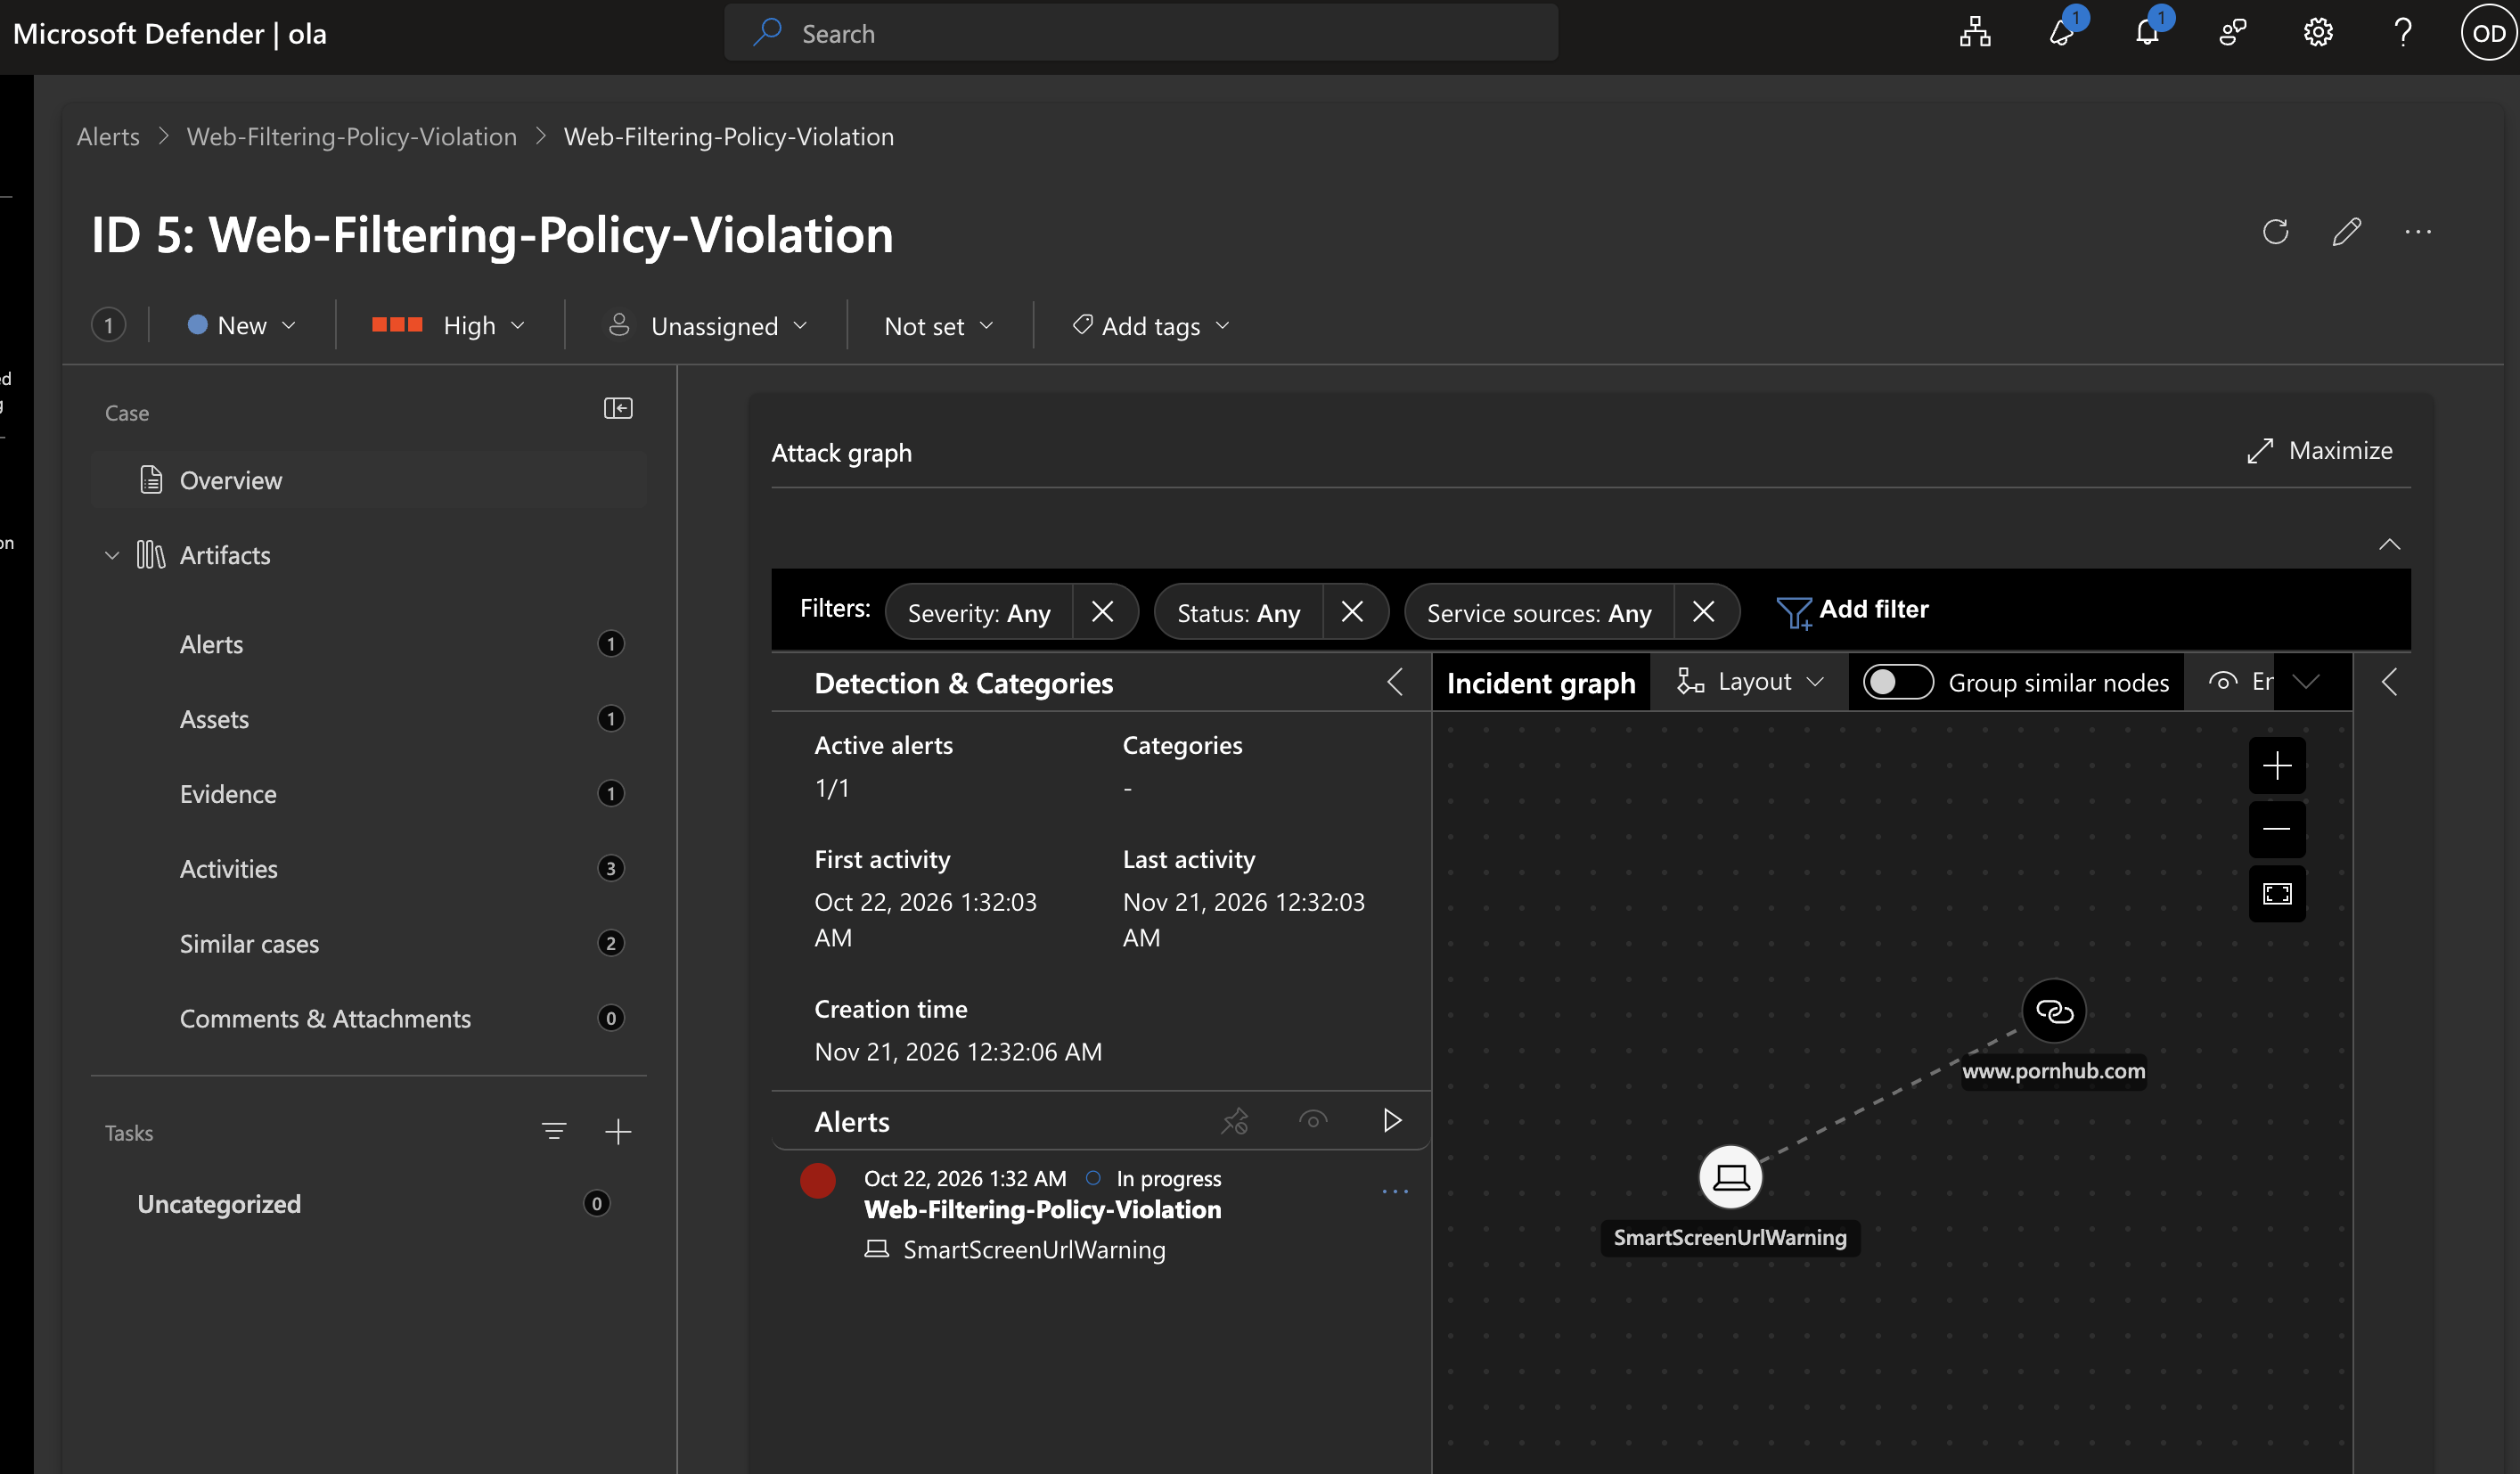 Microsoft Defender | ola
Search
1
1
?
OD
Alerts > Web-Filtering-Policy-Violation > Web-Filtering-Policy-Violation
ID 5: Web-Filtering-Policy-Violation
1
New
High
Unassigned
Not set
Add tags
ed
g
on
Case
Overview
Artifacts
Alerts 1
Assets 1
Evidence 1
Activities 3
Similar cases 2
Comments & Attachments 0
Tasks
Uncategorized 0
Attack graph
Maximize
Filters: Severity: Any Status: Any Service sources: Any Add filter
Detection & Categories
Active alerts
1/1
Categories
-
First activity
Oct 22, 2026 1:32:03
AM
Last activity
Nov 21, 2026 12:32:03
AM
Creation time
Nov 21, 2026 12:32:06 AM
Alerts
Oct 22, 2026 1:32 AM In progress
Web-Filtering-Policy-Violation
SmartScreenUrlWarning
Incident graph Layout Group similar nodes Er
www.pornhub.com
SmartScreenUrlWarning